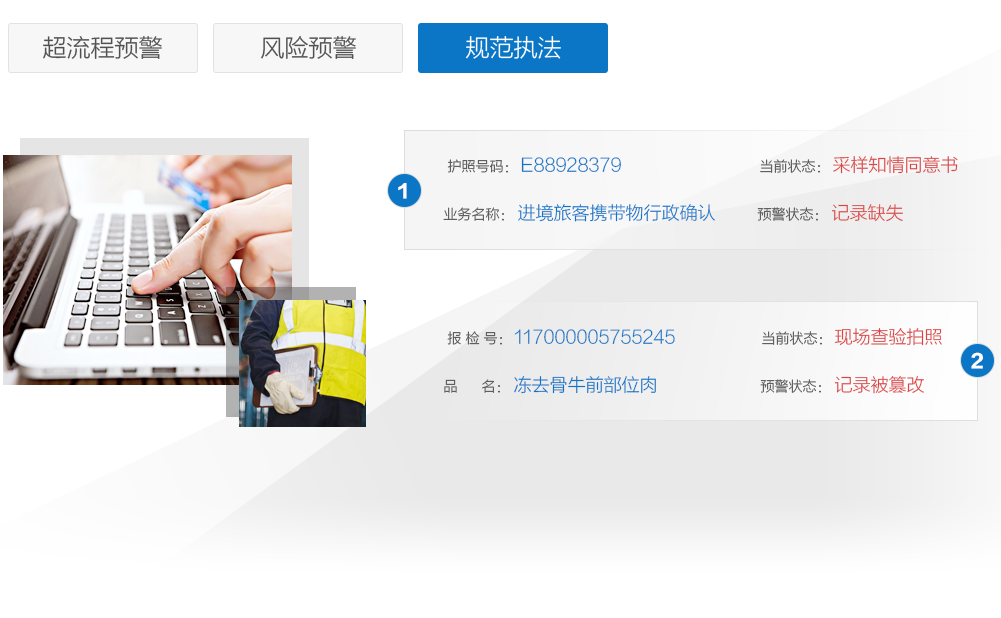 超流程预警
风险预警
规范执法
1
护照号码: E88928379
当前状态: 采样知情同意书
业务名称: 进境旅客携带物行政确认
预警状态: 记录缺失
报 检 号: 117000005755245
当前状态: 现场查验拍照
2
品 名: 冻去骨牛前部位肉
预警状态: 记录被篡改